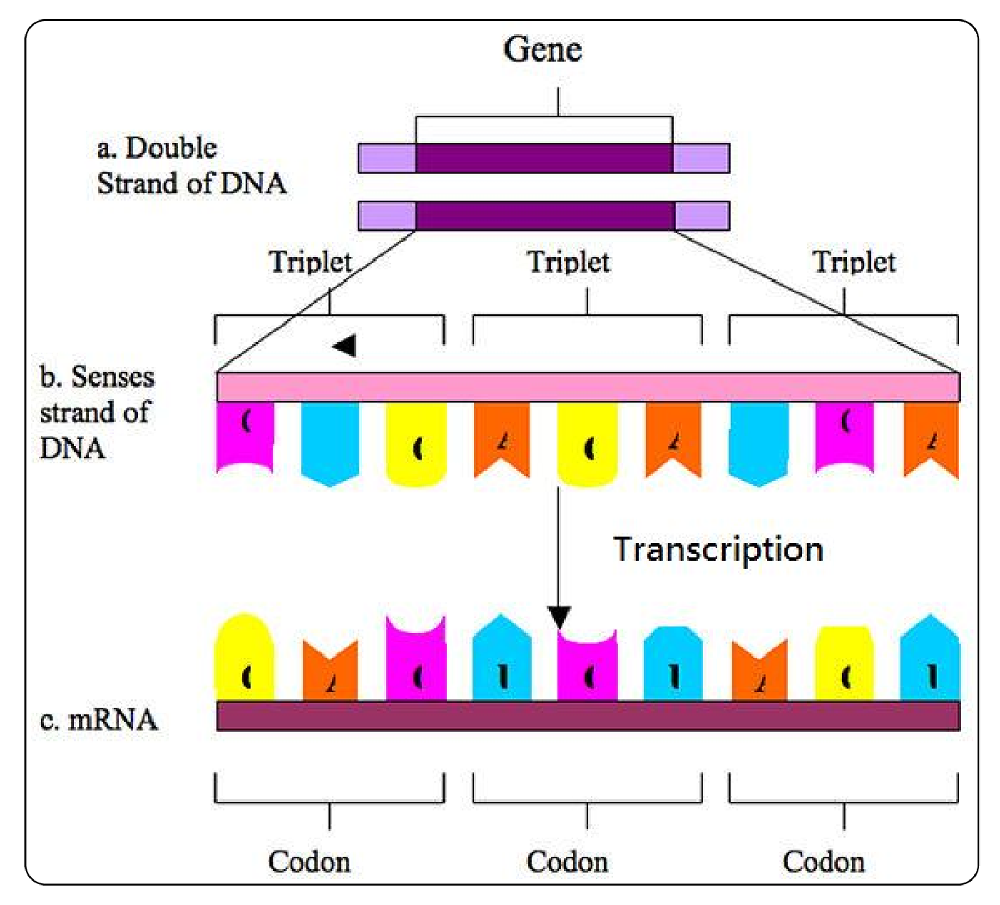 Gene
a. Double
Strand of DNA
Triplet
Triplet
Triplet
b. Senses
strand of
DNA
Transcription
c. mRNA
Codon
Codon
Codon